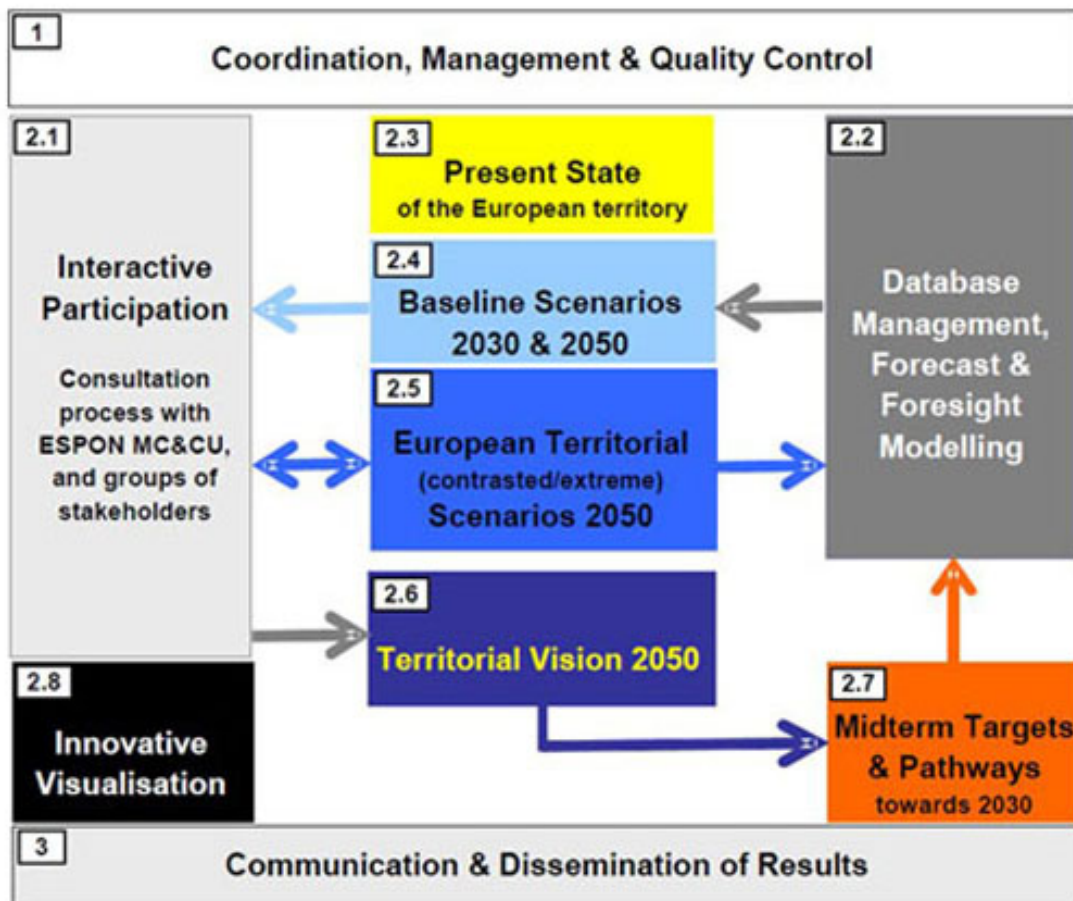 1
Coordination, Management & Quality Control
2.1
Interactive
Participation
Consultation
process with
ESPON MC&CU,
and groups of
stakeholders
2.3
Present State
of the European territory
2.4
Baseline Scenarios
2030 & 2050
2.5
European Territorial
(contrasted/extreme)
Scenarios 2050
2.2
Database
Management,
Forecast &
Foresight
Modelling
2.6
Territorial Vision 2050
2.8
Innovative
Visualisation
2.7
Midterm Targets
& Pathways
towards 2030
3
Communication & Dissemination of Results